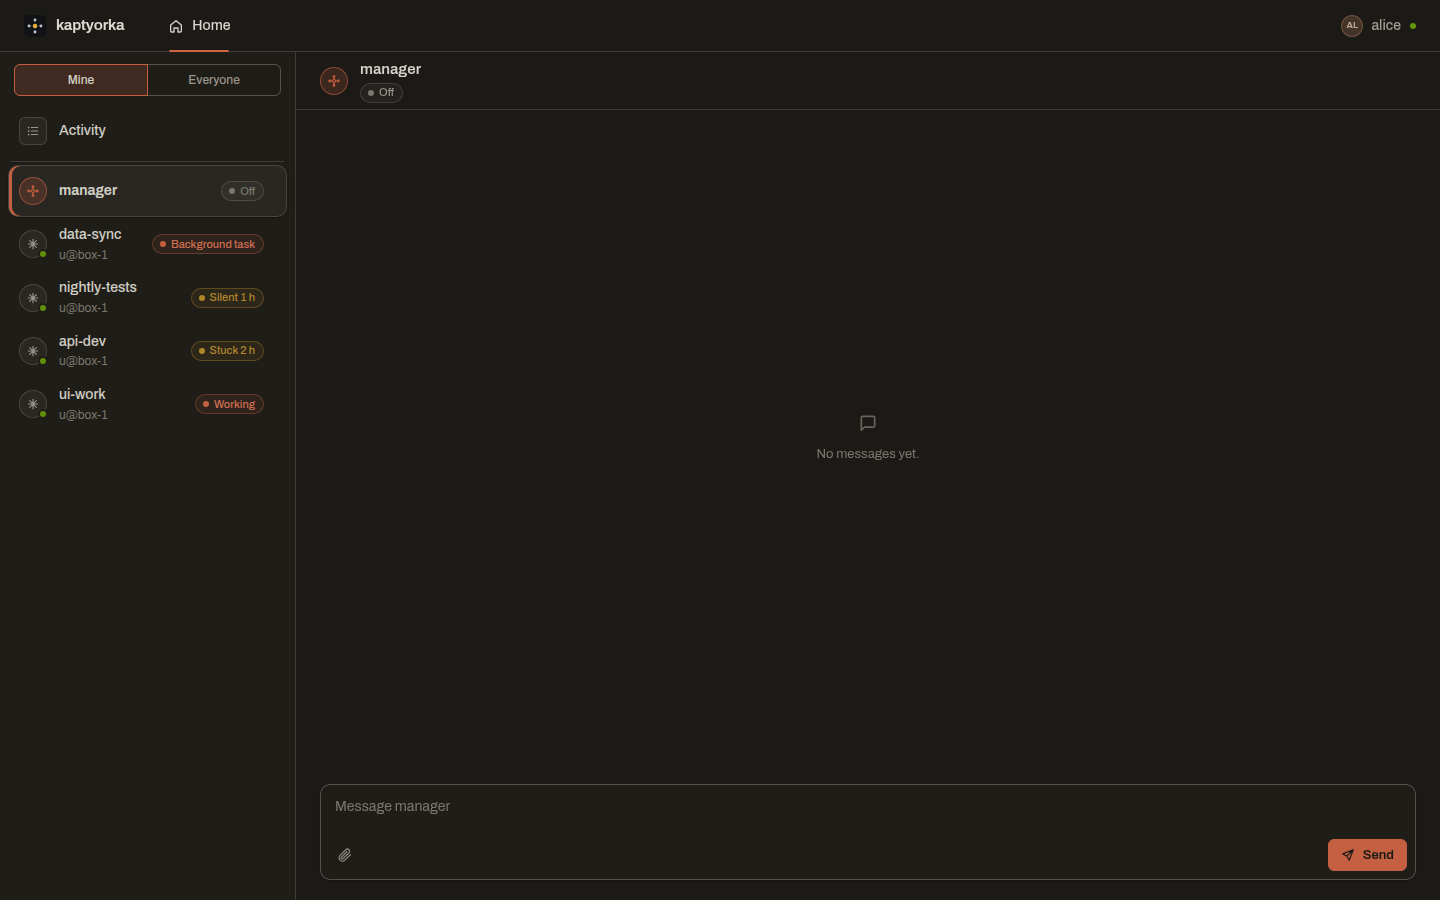 kaptyorka
Home
AL
alice
Mine
Everyone
Activity
manager
Off
data-sync
u@box-1
Background task
nightly-tests
u@box-1
Silent 1 h
api-dev
u@box-1
Stuck 2 h
ui-work
u@box-1
Working
manager
Off
No messages yet.
Message manager
Send